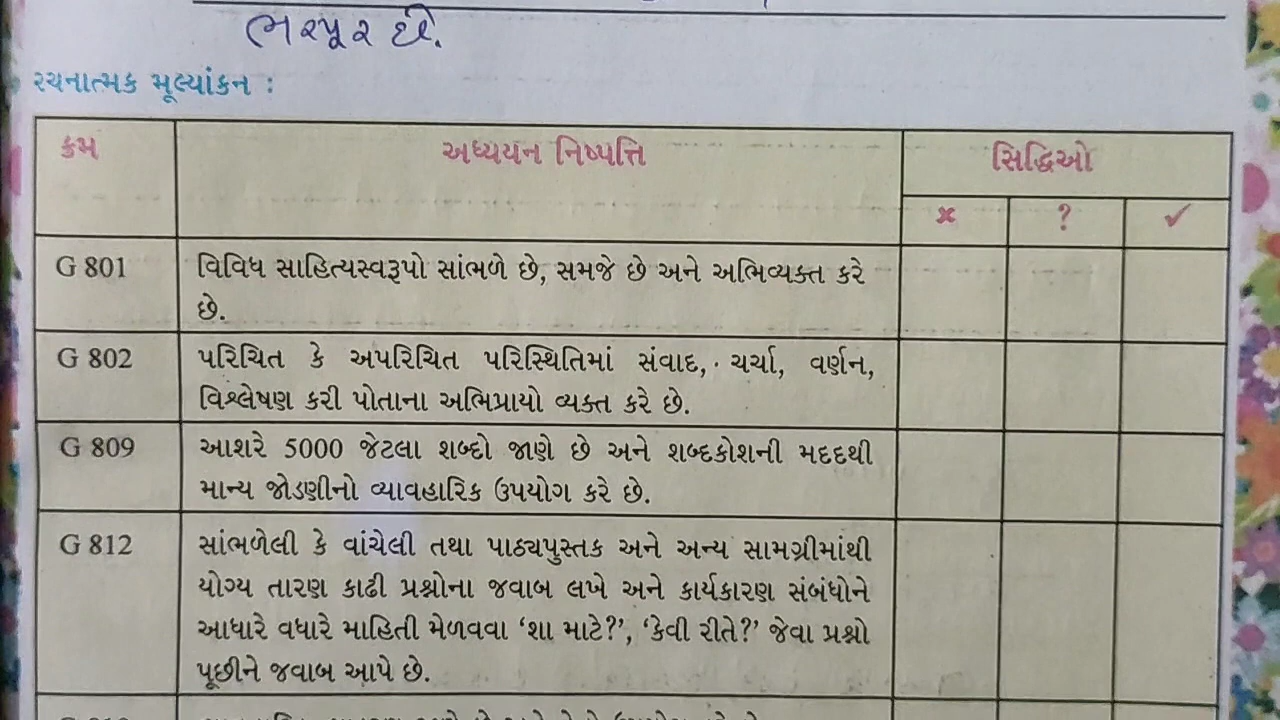 ભરપૂર છે.
રચનાત્મક મૂલ્યાંકન :
ક્રમ અધ્યયન નિષ્પત્તિ સિદ્ધિઓ
× ? ✓
G 801 વિવિધ સાહિત્યસ્વરૂપો સાંભળે છે, સમજે છે અને અભિવ્યક્ત કરે
છે.
G 802 પરિચિત કે અપરિચિત પરિસ્થિતિમાં સંવાદ, ચર્ચા, વર્ણન,
વિશ્લેષણ કરી પોતાના અભિપ્રાયો વ્યક્ત કરે છે.
G 809 આશરે 5000 જેટલા શબ્દો જાણે છે અને શબ્દકોશની મદદથી
માન્ય જોડણીનો વ્યાવહારિક ઉપયોગ કરે છે.
G 812 સાંભળેલી કે વાંચેલી તથા પાઠ્યપુસ્તક અને અન્ય સામગ્રીમાંથી
યોગ્ય તારણ કાઢી પ્રશ્નોના જવાબ લખે અને કાર્યકારણ સંબંધોને
આધારે વધારે માહિતી મેળવવા ‘શા માટે?’, ‘કેવી રીતે?’ જેવા પ્રશ્નો
પૂછીને જવાબ આપે છે.